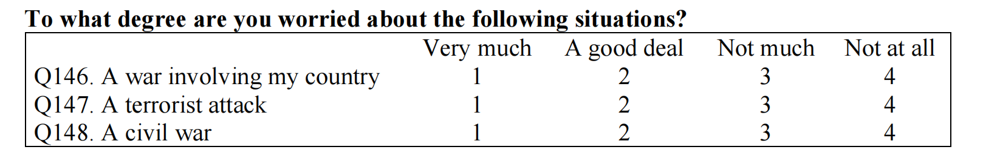 To what degree are you worried about the following situations?
Very much A good deal Not much Not at all
Q146. A war involving my country 1 2 3 4
Q147. A terrorist attack 1 2 3 4
Q148. A civil war 1 2 3 4